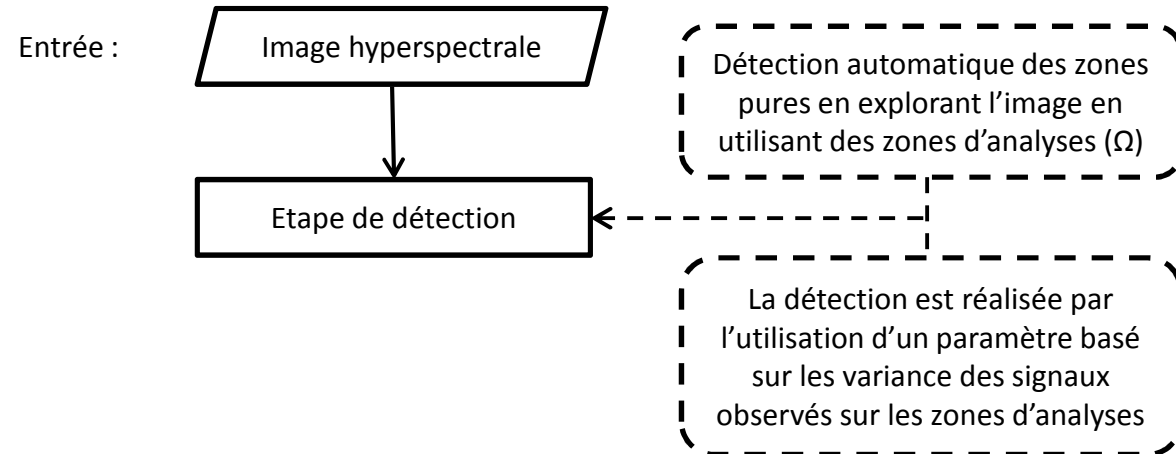 Entrée :
Image hyperspectrale
Détection automatique des zones
pures en explorant l’image en
utilisant des zones d’analyses (Ω)
Etape de détection
La détection est réalisée par
l’utilisation d’un paramètre basé
sur les variance des signaux
observés sur les zones d’analyses